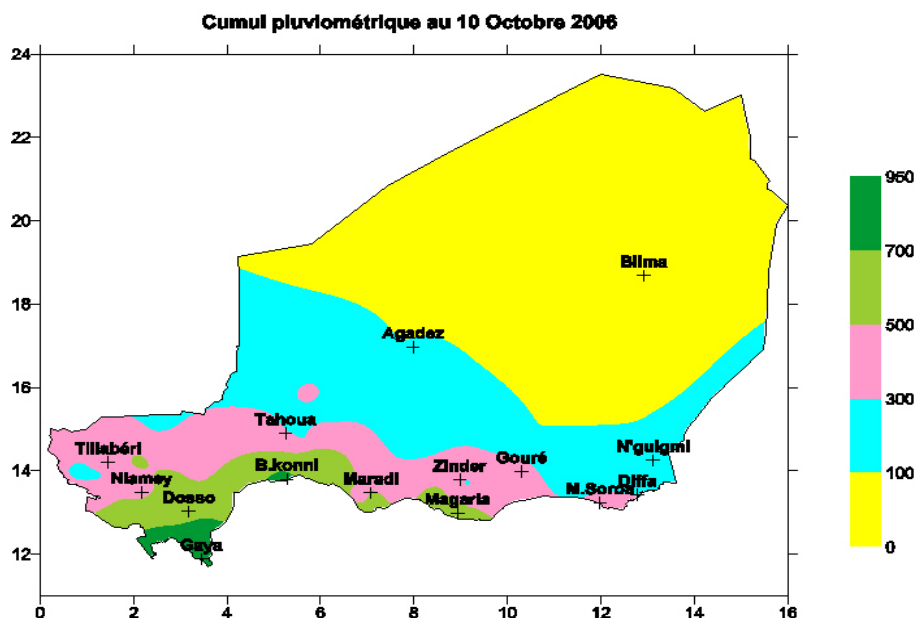 Cumul pluviométrique au 10 Octobre 2006
24
22
20
18
16
14
12
0
2
4
6
8
10
12
14
16
Bilma
Agadez
Tahoua
Tillabéri
N'guigmi
B.konni
Zinder
Gouré
Niamey
Maradi
Diffa
Dosso
Magaria
M.Soroa
Gaya
950
700
500
300
100
0